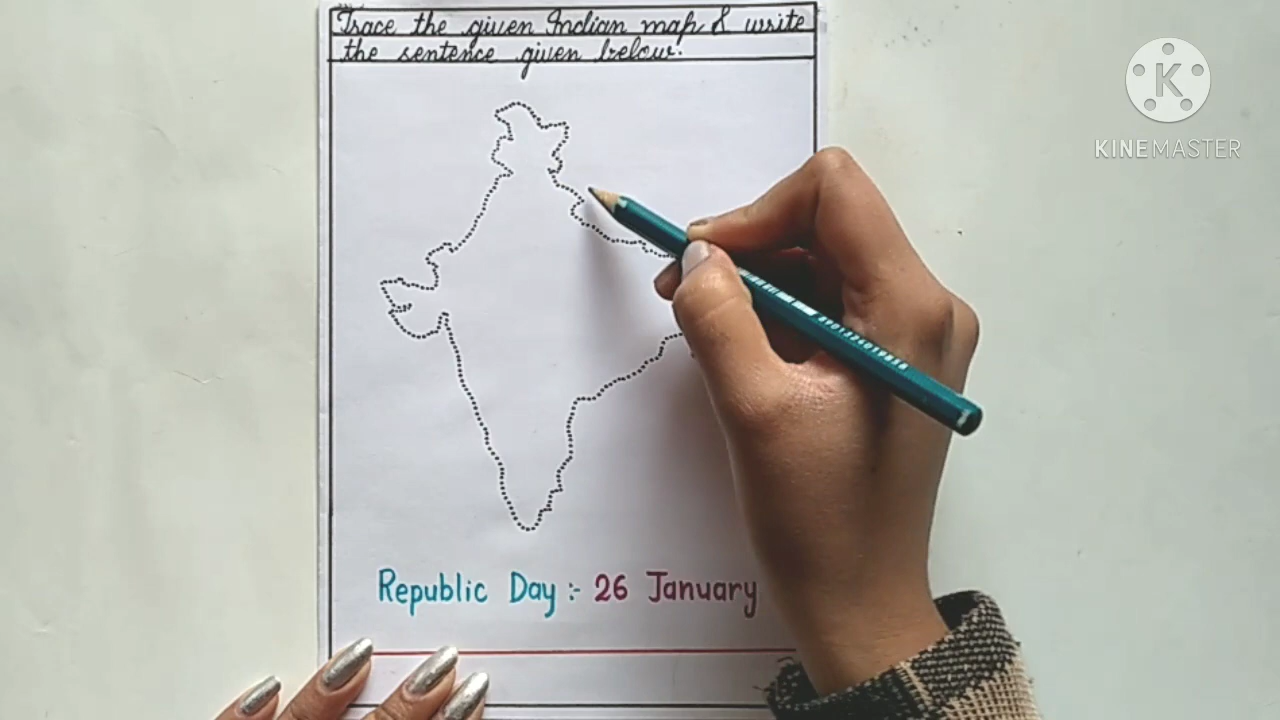 Trace the given Indian map & write
the sentence given below.
KINEMASTER
Republic Day :- 26 January